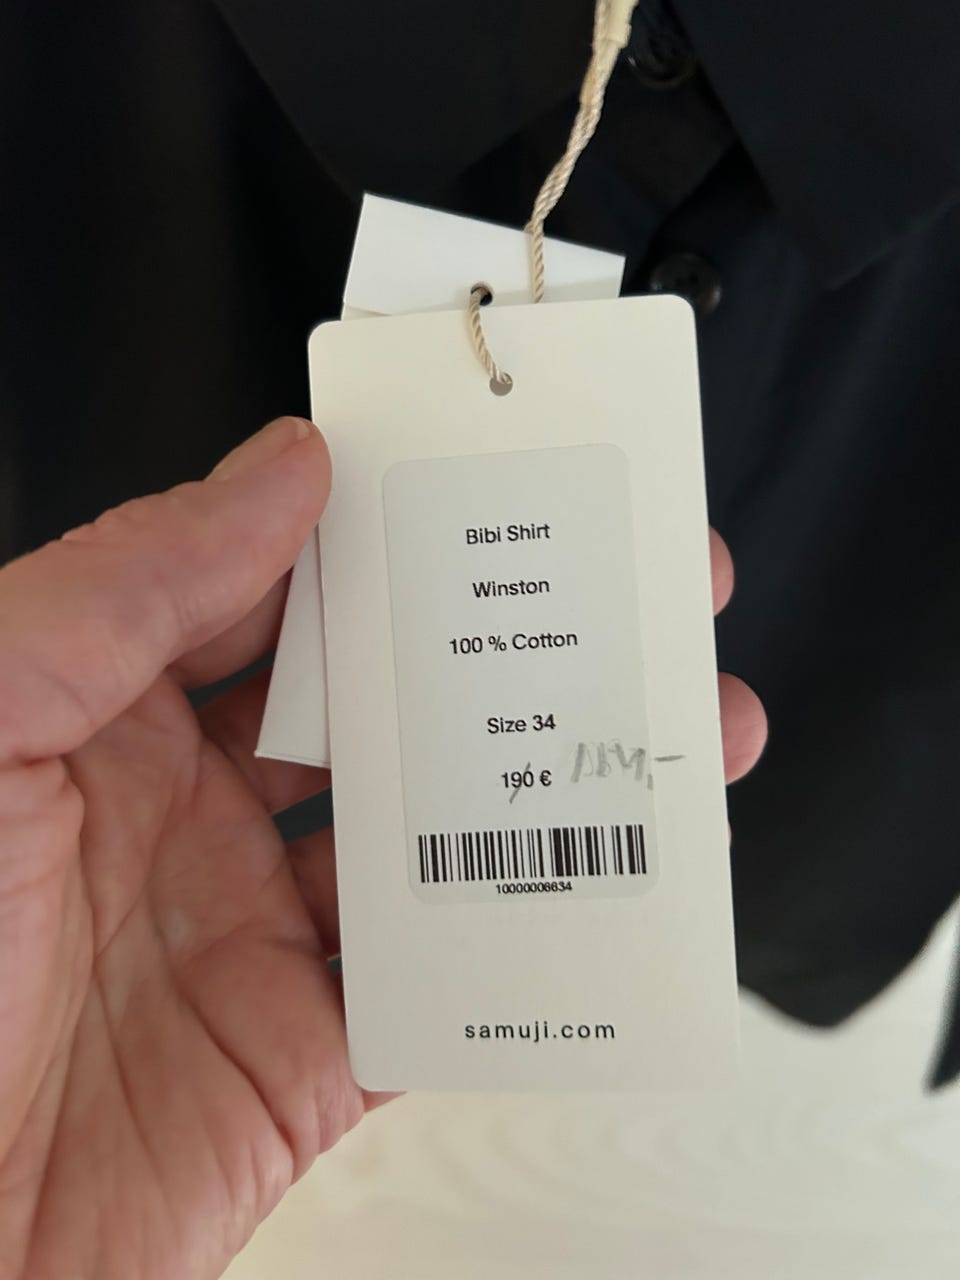 Bibi Shirt
Winston
100 % Cotton
Size 34
190 €
10000006634
samuji.com